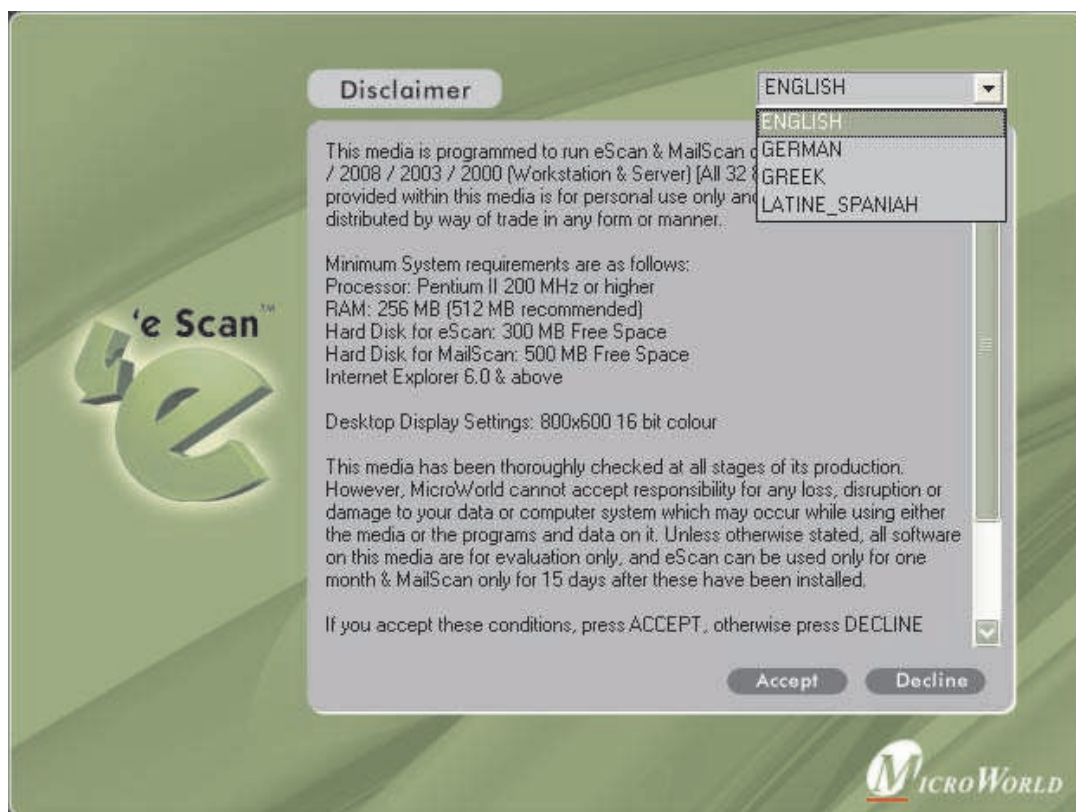 Disclaimer
ENGLISH
ENGLISH
GERMAN
GREEK
LATINE_SPANIAH
This media is programmed to run eScan & MailScan
/ 2008 / 2003 / 2000 (Workstation & Server) [All 32
provided within this media is for personal use only and
distributed by way of trade in any form or manner.
Minimum System requirements are as follows:
Processor: Pentium II 200 MHz or higher
RAM: 256 MB (512 MB recommended)
Hard Disk for eScan: 300 MB Free Space
Hard Disk for MailScan: 500 MB Free Space
Internet Explorer 6.0 & above
Desktop Display Settings: 800x600 16 bit colour
This media has been thoroughly checked at all stages of its production.
However, MicroWorld cannot accept responsibility for any loss, disruption or
damage to your data or computer system which may occur while using either
the media or the programs and data on it. Unless otherwise stated, all software
on this media are for evaluation only, and eScan can be used only for one
month & MailScan only for 15 days after these have been installed.
If you accept these conditions, press ACCEPT, otherwise press DECLINE
Accept
Decline
'e Scan™
MICROWORLD